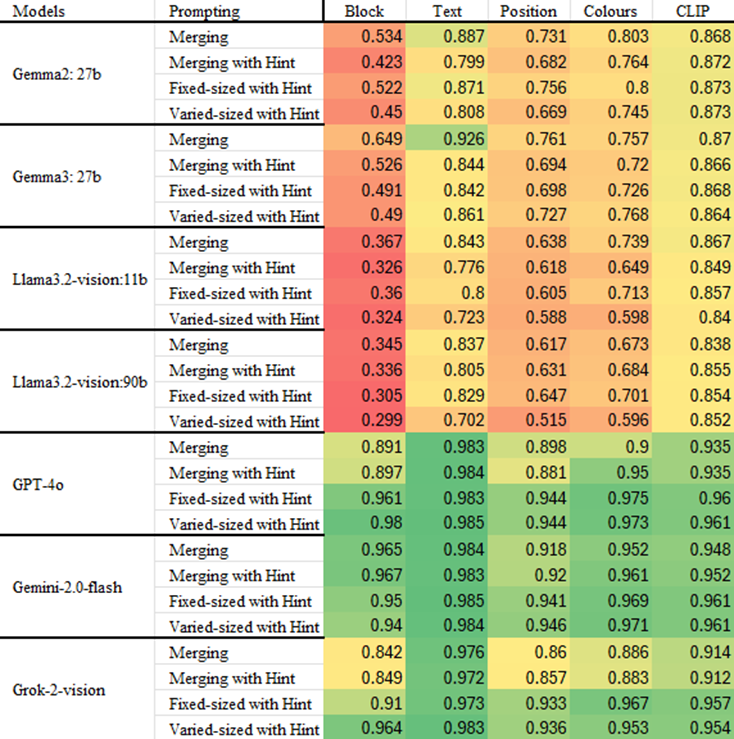 Models Prompting Block Text Position Colours CLIP
Gemma2: 27b Merging 0.534 0.887 0.731 0.803 0.868
Merging with Hint 0.423 0.799 0.682 0.764 0.872
Fixed-sized with Hint 0.522 0.871 0.756 0.8 0.873
Varied-sized with Hint 0.45 0.808 0.669 0.745 0.873
Gemma3: 27b Merging 0.649 0.926 0.761 0.757 0.87
Merging with Hint 0.526 0.844 0.694 0.72 0.866
Fixed-sized with Hint 0.491 0.842 0.698 0.726 0.868
Varied-sized with Hint 0.49 0.861 0.727 0.768 0.864
Llama3.2-vision:11b Merging 0.367 0.843 0.638 0.739 0.867
Merging with Hint 0.326 0.776 0.618 0.649 0.849
Fixed-sized with Hint 0.36 0.8 0.605 0.713 0.857
Varied-sized with Hint 0.324 0.723 0.588 0.598 0.84
Llama3.2-vision:90b Merging 0.345 0.837 0.617 0.673 0.838
Merging with Hint 0.336 0.805 0.631 0.684 0.855
Fixed-sized with Hint 0.305 0.829 0.647 0.701 0.854
Varied-sized with Hint 0.299 0.702 0.515 0.596 0.852
GPT-4o Merging 0.891 0.983 0.898 0.9 0.935
Merging with Hint 0.897 0.984 0.881 0.95 0.935
Fixed-sized with Hint 0.961 0.983 0.944 0.975 0.96
Varied-sized with Hint 0.98 0.985 0.944 0.973 0.961
Gemini-2.0-flash Merging 0.965 0.984 0.918 0.952 0.948
Merging with Hint 0.967 0.983 0.92 0.961 0.952
Fixed-sized with Hint 0.95 0.985 0.941 0.969 0.961
Varied-sized with Hint 0.94 0.984 0.946 0.971 0.961
Grok-2-vision Merging 0.842 0.976 0.86 0.886 0.914
Merging with Hint 0.849 0.972 0.857 0.883 0.912
Fixed-sized with Hint 0.91 0.973 0.933 0.967 0.957
Varied-sized with Hint 0.964 0.983 0.936 0.953 0.954